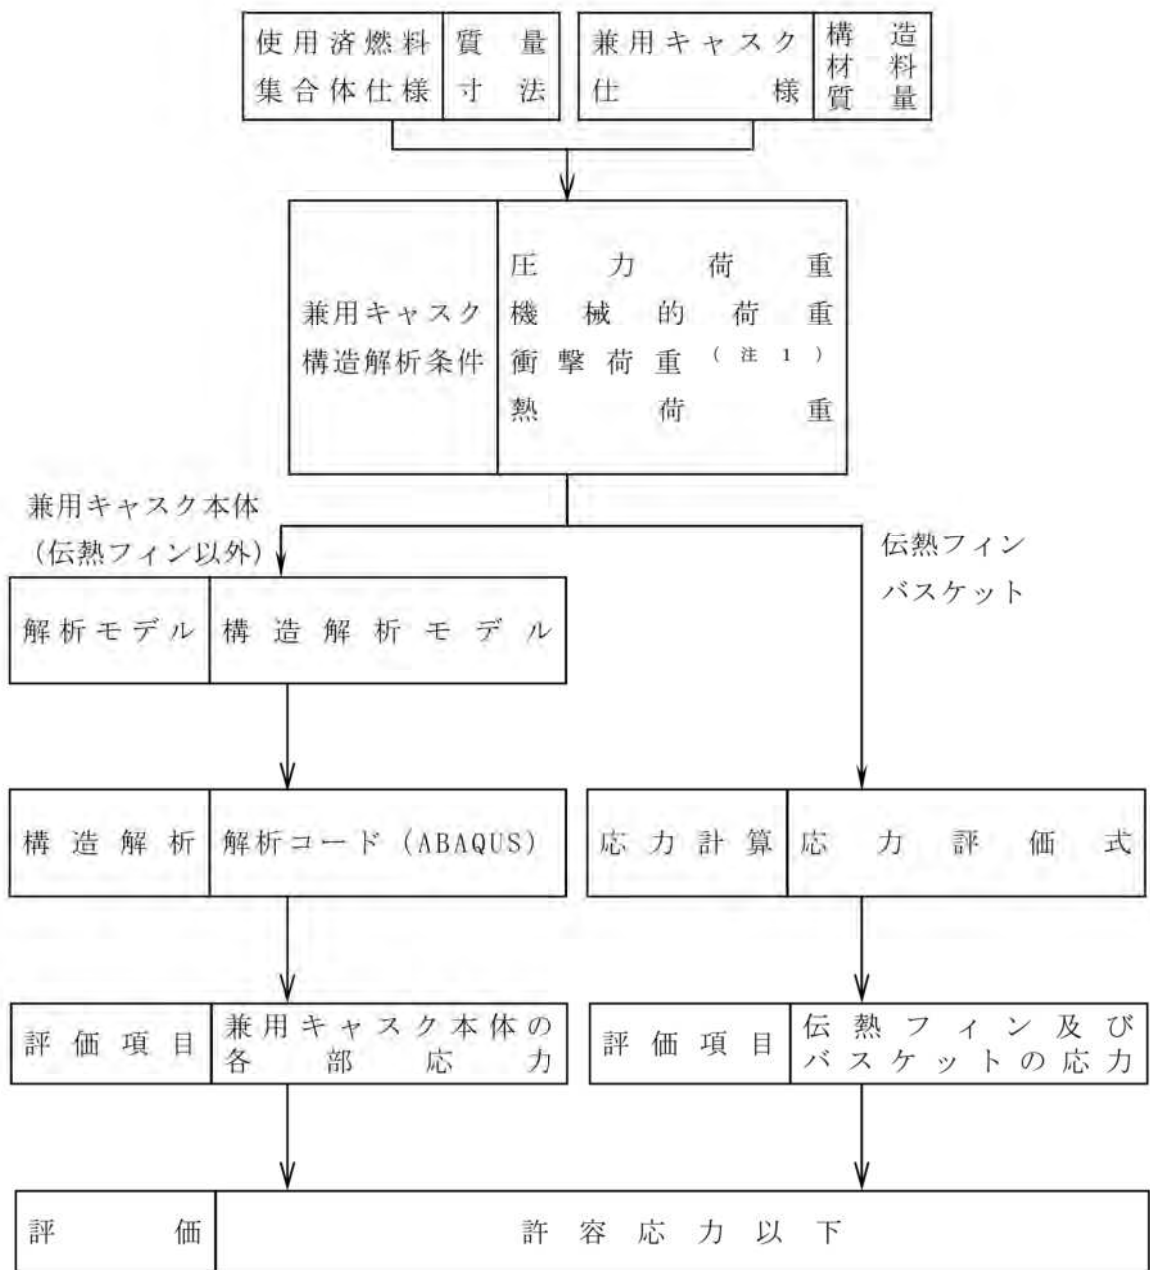 使用済燃料
集合体仕様
質量
寸法
兼用キャスク
仕様
構造
材料
質量
兼用キャスク
構造解析条件
圧力荷重
機械的荷重
衝撃荷重(注1)
熱荷重
兼用キャスク本体
(伝熱フィン以外)
伝熱フィン
バスケット
解析モデル
構造解析モデル
構造解析
解析コード(ABAQUS)
応力計算
応力評価式
評価項目
兼用キャスク本体の
各部応力
評価項目
伝熱フィン及び
バスケットの応力
評価
許容応力以下